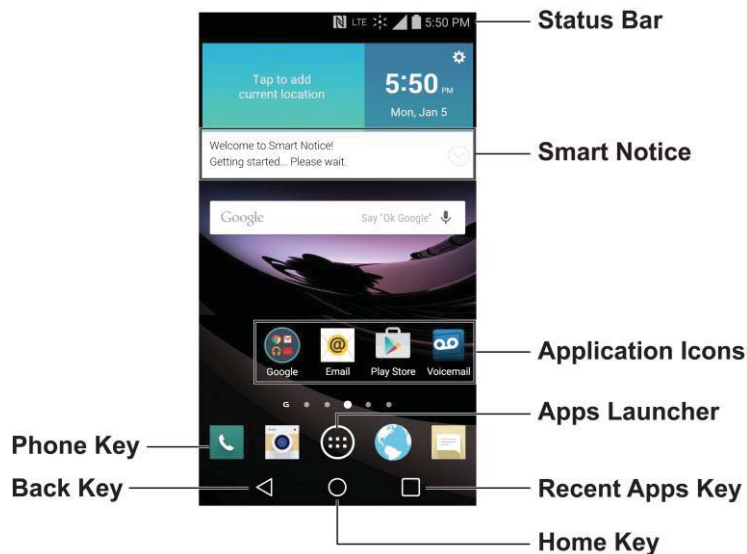 LTE 5:50 PM
Status Bar
Tap to add
current location
5:50 PM
Mon, Jan 5
Welcome to Smart Notice!
Getting started... Please wait.
Smart Notice
Google
Say "Ok Google"
Google
Email
Play Store
Voicemail
Application Icons
G
Apps Launcher
Phone Key
Back Key
Recent Apps Key
Home Key